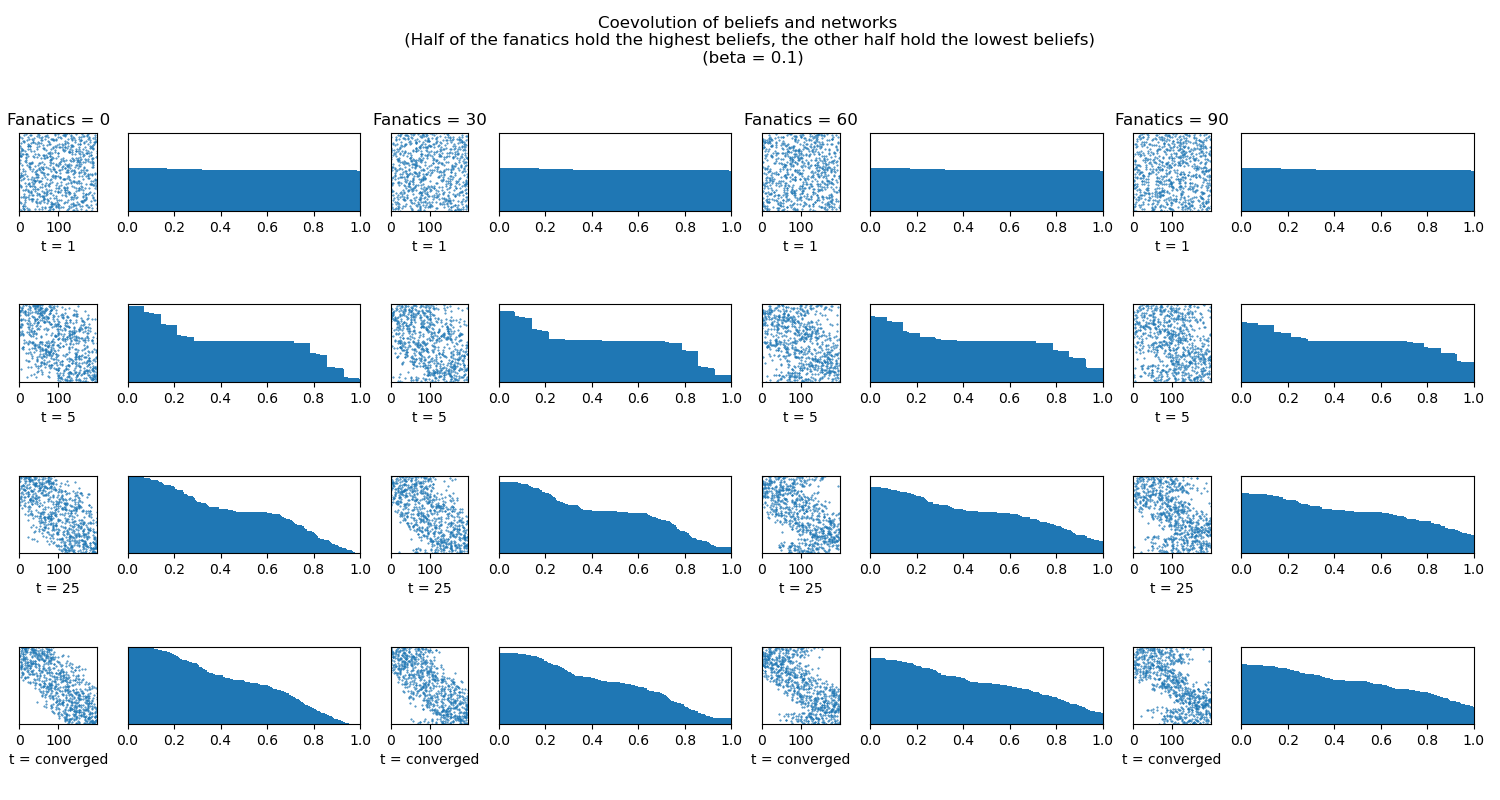 Coevolution of beliefs and networks
(Half of the fanatics hold the highest beliefs, the other half hold the lowest beliefs)
(beta = 0.1)
Fanatics = 0 Fanatics = 30 Fanatics = 60 Fanatics = 90
0 100 0.0 0.2 0.4 0.6 0.8 1.0 0 100 0.0 0.2 0.4 0.6 0.8 1.0 0 100 0.0 0.2 0.4 0.6 0.8 1.0 0 100 0.0 0.2 0.4 0.6 0.8 1.0
t = 1 t = 1 t = 1 t = 1
0 100 0.0 0.2 0.4 0.6 0.8 1.0 0 100 0.0 0.2 0.4 0.6 0.8 1.0 0 100 0.0 0.2 0.4 0.6 0.8 1.0 0 100 0.0 0.2 0.4 0.6 0.8 1.0
t = 5 t = 5 t = 5 t = 5
0 100 0.0 0.2 0.4 0.6 0.8 1.0 0 100 0.0 0.2 0.4 0.6 0.8 1.0 0 100 0.0 0.2 0.4 0.6 0.8 1.0 0 100 0.0 0.2 0.4 0.6 0.8 1.0
t = 25 t = 25 t = 25 t = 25
0 100 0.0 0.2 0.4 0.6 0.8 1.0 0 100 0.0 0.2 0.4 0.6 0.8 1.0 0 100 0.0 0.2 0.4 0.6 0.8 1.0 0 100 0.0 0.2 0.4 0.6 0.8 1.0
t = converged t = converged t = converged t = converged